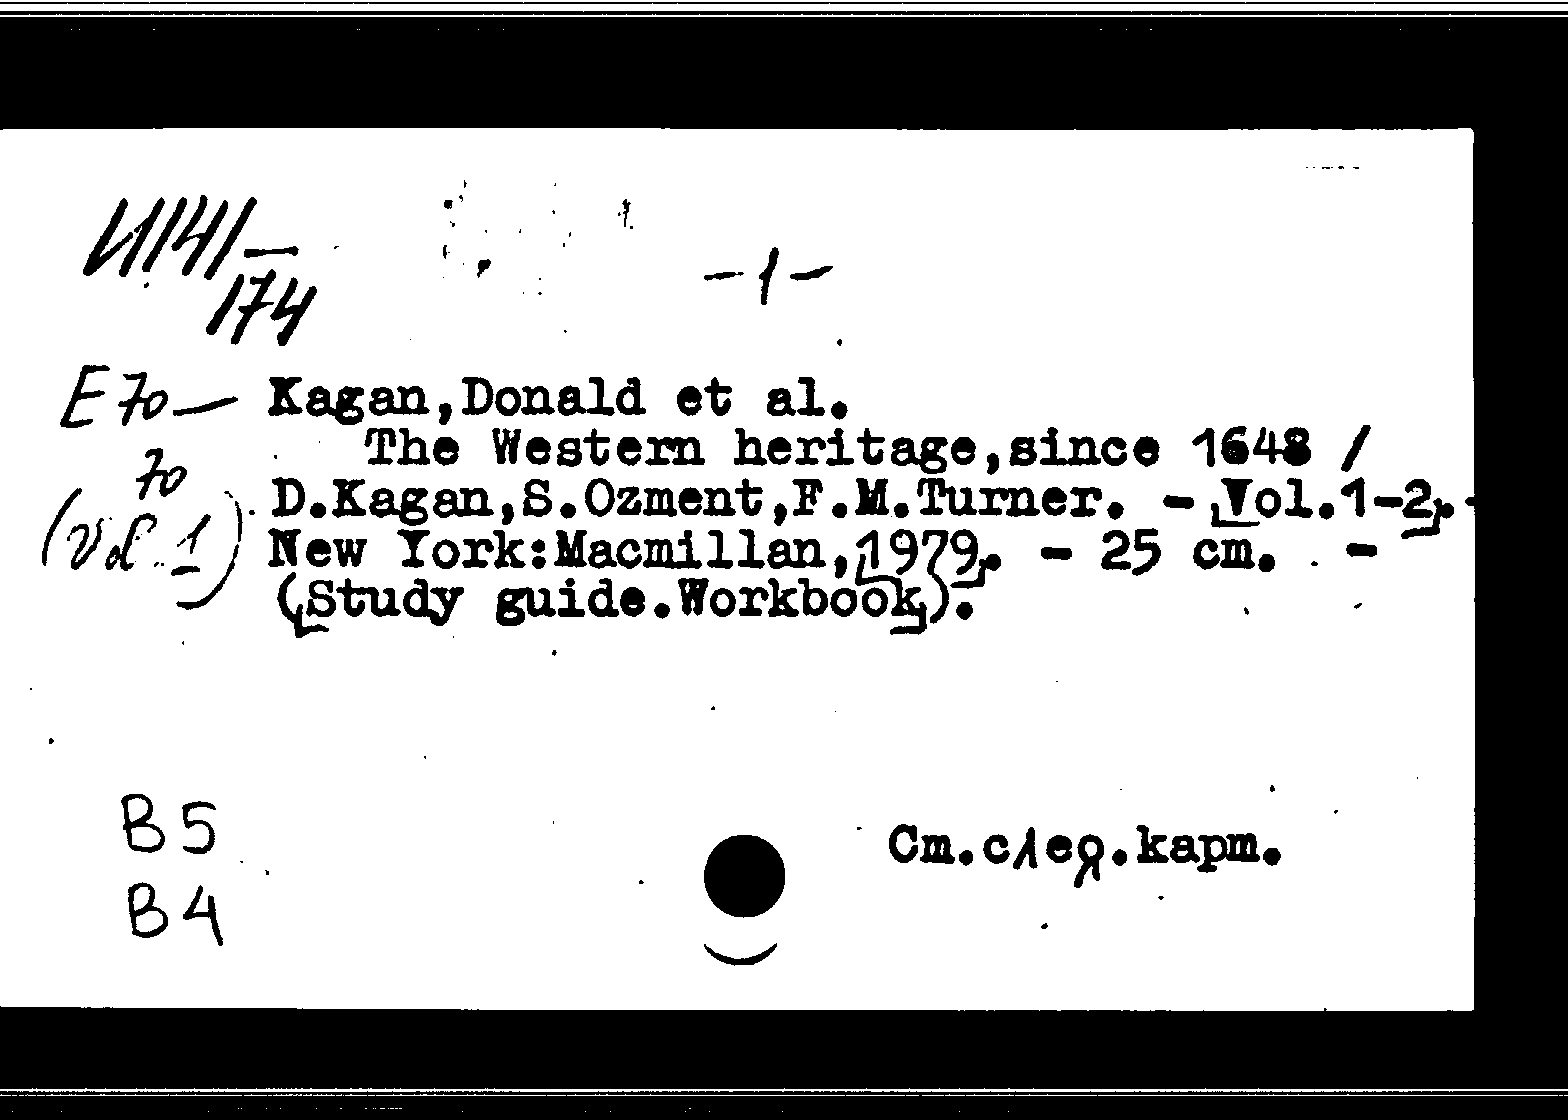 И141-
174
-1-
E70-
70
(Vol. 1)
Kagan,Donald et al.
The Western heritage,since 1648 /
D.Kagan,S.Ozment,F.M.Turner. - Vol.1-2. -
New York:Macmillan,1979. - 25 cm. -
(Study guide.Workbook).
B5
B4
См.след.карт.